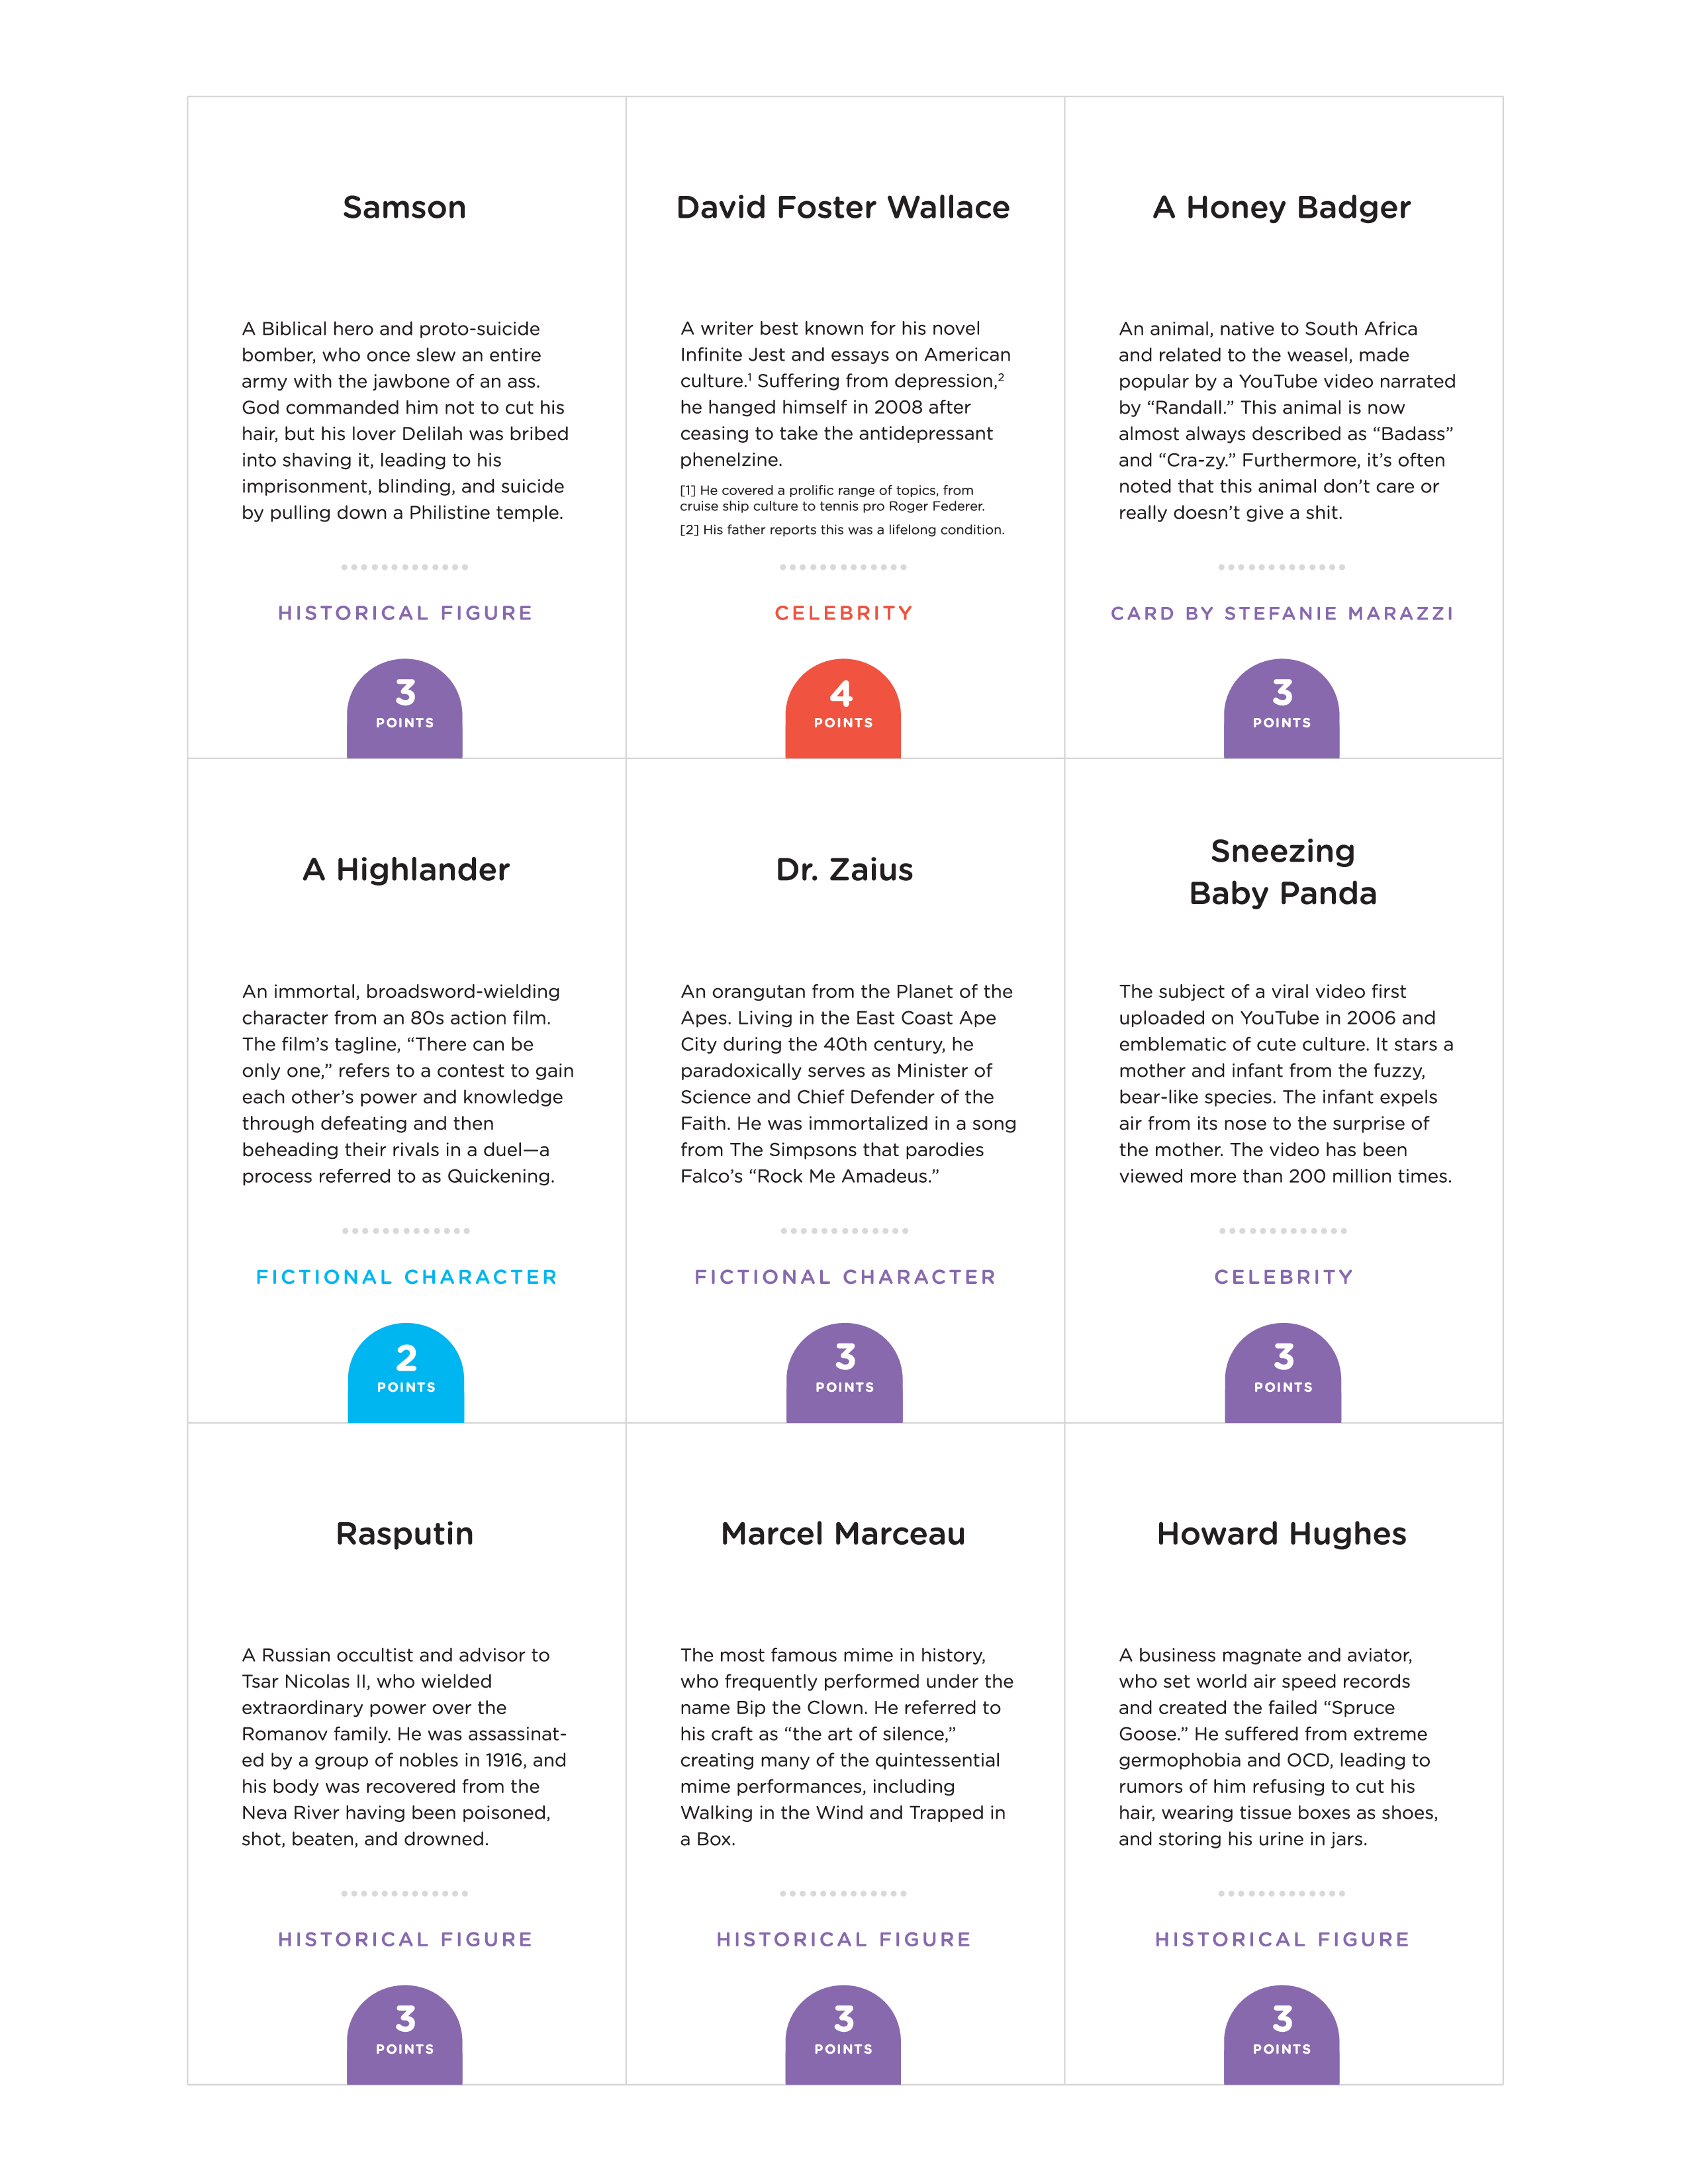 Samson
A Biblical hero and proto-suicide
bomber, who once slew an entire
army with the jawbone of an ass.
God commanded him not to cut his
hair, but his lover Delilah was bribed
into shaving it, leading to his
imprisonment, blinding, and suicide
by pulling down a Philistine temple.
HISTORICAL FIGURE
3
POINTS
David Foster Wallace
A writer best known for his novel
Infinite Jest and essays on American
culture.¹ Suffering from depression,²
he hanged himself in 2008 after
ceasing to take the antidepressant
phenelzine.
[1] He covered a prolific range of topics, from
cruise ship culture to tennis pro Roger Federer.
[2] His father reports this was a lifelong condition.
CELEBRITY
4
POINTS
A Honey Badger
An animal, native to South Africa
and related to the weasel, made
popular by a YouTube video narrated
by “Randall.” This animal is now
almost always described as “Badass”
and “Cra-zy.” Furthermore, it’s often
noted that this animal don’t care or
really doesn’t give a shit.
CARD BY STEFANIE MARAZZI
3
POINTS
A Highlander
An immortal, broadsword-wielding
character from an 80s action film.
The film’s tagline, “There can be
only one,” refers to a contest to gain
each other’s power and knowledge
through defeating and then
beheading their rivals in a duel—a
process referred to as Quickening.
FICTIONAL CHARACTER
2
POINTS
Dr. Zaius
An orangutan from the Planet of the
Apes. Living in the East Coast Ape
City during the 40th century, he
paradoxically serves as Minister of
Science and Chief Defender of the
Faith. He was immortalized in a song
from The Simpsons that parodies
Falco’s “Rock Me Amadeus.”
FICTIONAL CHARACTER
3
POINTS
Sneezing
Baby Panda
The subject of a viral video first
uploaded on YouTube in 2006 and
emblematic of cute culture. It stars a
mother and infant from the fuzzy,
bear-like species. The infant expels
air from its nose to the surprise of
the mother. The video has been
viewed more than 200 million times.
CELEBRITY
3
POINTS
Rasputin
A Russian occultist and advisor to
Tsar Nicolas II, who wielded
extraordinary power over the
Romanov family. He was assassinat-
ed by a group of nobles in 1916, and
his body was recovered from the
Neva River having been poisoned,
shot, beaten, and drowned.
HISTORICAL FIGURE
3
POINTS
Marcel Marceau
The most famous mime in history,
who frequently performed under the
name Bip the Clown. He referred to
his craft as “the art of silence,”
creating many of the quintessential
mime performances, including
Walking in the Wind and Trapped in
a Box.
HISTORICAL FIGURE
3
POINTS
Howard Hughes
A business magnate and aviator,
who set world air speed records
and created the failed “Spruce
Goose.” He suffered from extreme
germophobia and OCD, leading to
rumors of him refusing to cut his
hair, wearing tissue boxes as shoes,
and storing his urine in jars.
HISTORICAL FIGURE
3
POINTS